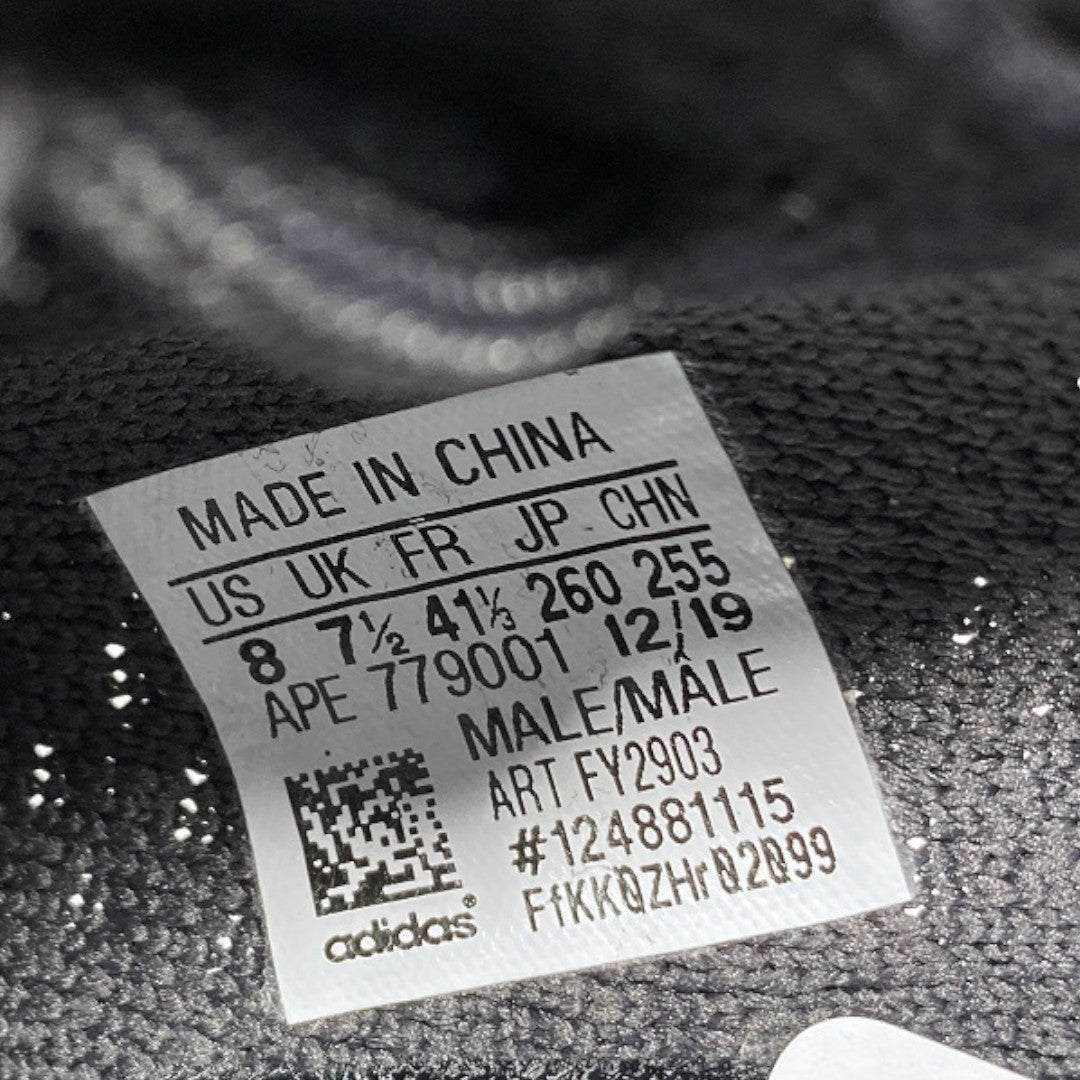 MADE IN CHINA
US UK FR JP CHN
8 7½ 41⅓ 260 255
APE 779001 12/19
MALE/MÂLE
ART FY2903
#124881115
FfKK0ZHr02099
adidas®